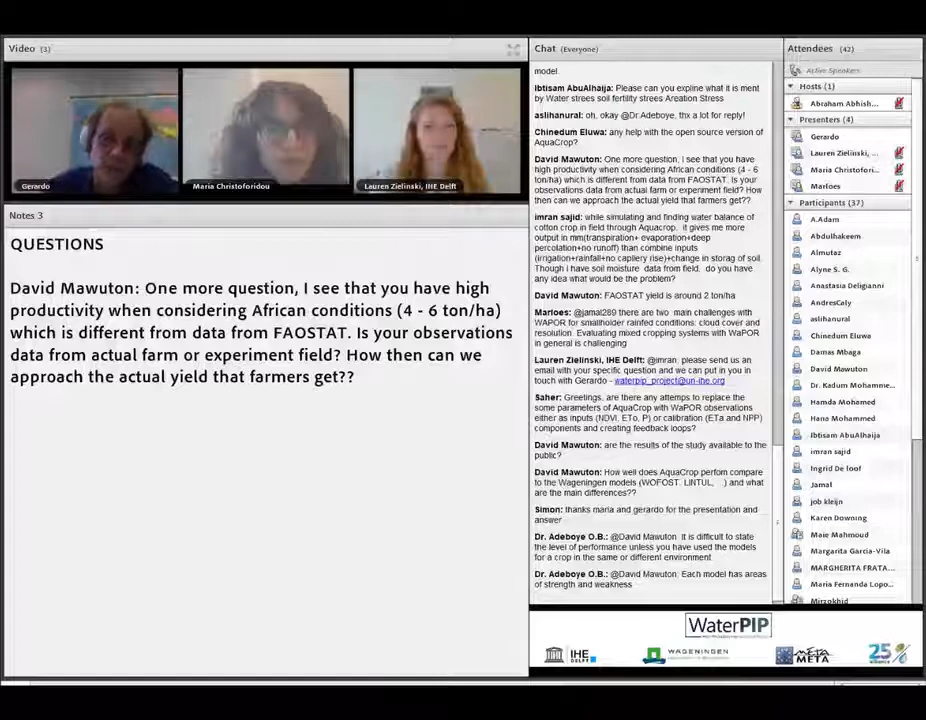 Video (3)
Gerardo
Maria Christoforidou
Lauren Zielinski, IHE Delft
Notes 3
QUESTIONS
David Mawuton: One more question, I see that you have high
productivity when considering African conditions (4 - 6 ton/ha)
which is different from data from FAOSTAT. Is your observations
data from actual farm or experiment field? How then can we
approach the actual yield that farmers get??
Chat (Everyone)
model.
Ibtisam AbuAlhaija: Please can you expline what it is ment
by Water strees soil fertility strees Areation Stress
aslihanural: oh, okay @Dr.Adeboye, thx a lot for reply!
Chinedum Eluwa: any help with the open source version of
AquaCrop?
David Mawuton: One more question, I see that you have
high productivity when considering African conditions (4 - 6
ton/ha) which is different from data from FAOSTAT. Is your
observations data from actual farm or experiment field? How
then can we approach the actual yield that farmers get??
imran sajid: while simulating and finding water balance of
cotton crop in field through Aquacrop, it gives me more
output in mm(transpiration+ evaporation+deep
percolation+no runoff) than combine inputs
(irrigation+rainfall+no capllery rise)+change in storag of soil.
Though i have soil moisture data from field. do you have
any idea what would be the problem?
David Mawuton: FAOSTAT yield is around 2 ton/ha
Marloes: @jamal289 there are two main challenges with
WAPOR for smallholder rainfed conditions: cloud cover and
resolution. Evaluating mixed cropping systems with WaPOR
in general is challenging
Lauren Zielinski, IHE Delft: @imran, please send us an
email with your specific question and we can put in you in
touch with Gerardo - waterpip_project@un-ihe.org
Saher: Greetings, are there any attemps to replace the
some parameters of AquaCrop with WaPOR observations
either as inputs (NDVI, ETo, P) or calibration (ETa and NPP)
components and creating feedback loops?
David Mawuton: are the results of the study available to the
public?
David Mawuton: How well does AquaCrop perfom compare
to the Wageningen models (WOFOST, LINTUL, ...) and what
are the main differences??
Simon: thanks maria and gerardo for the presentation and
answer
Dr. Adeboye O.B.: @David Mawuton. It is difficult to state
the level of performance unless you have used the models
for a crop in the same or different environment
Dr. Adeboye O.B.: @David Mawuton. Each model has areas
of strength and weakness
Attendees (42)
Active Speakers
Hosts (1)
Abraham Abhish...
Presenters (4)
Gerardo
Lauren Zielinski, ...
Maria Christofori...
Marloes
Participants (37)
A.Adam
Abdulhakeem
Almutaz
Alyne S. G.
Anastasia Deligianni
AndresCaly
aslihanural
Chinedum Eluwa
Damas Mbaga
David Mawuton
Dr. Kadum Mohamme...
Hamda Mohamed
Hana Mohammed
Ibtisam AbuAlhaija
imran sajid
Ingrid De loof
Jamal
job kleijn
Karen Downing
Maie Mahmoud
Margarita Garcia-Vila
MARGHERITA FRATA...
Maria Fernanda Lopo...
Mirzokhid
WaterPIP
IHE
DELFT
WAGENINGEN
META
META
25